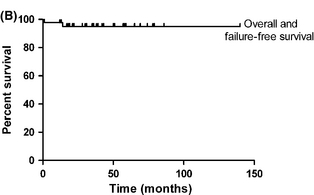 (B)
100
Overall and
failure-free survival
80
60
40
20
0
Percent survival
0 50 100 150
Time (months)